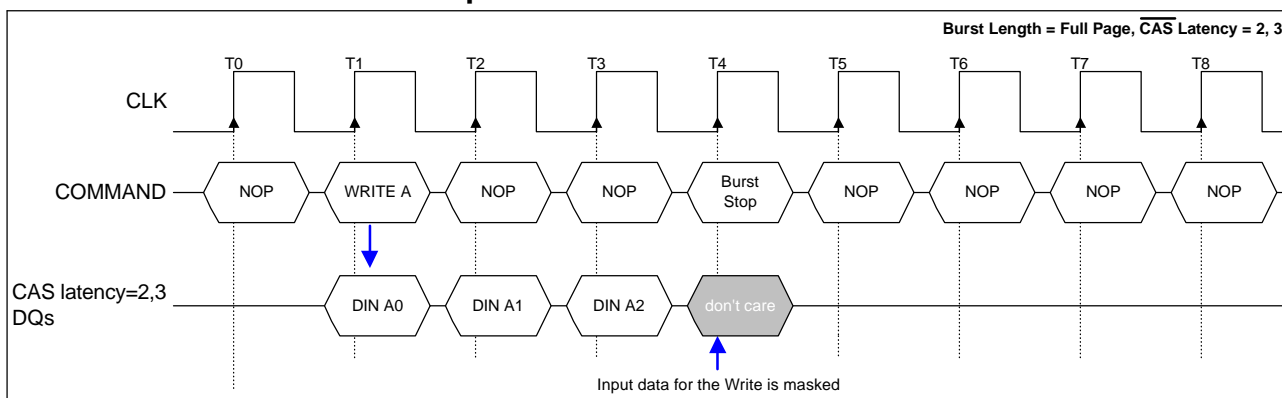 Burst Length = Full Page, CAS Latency = 2, 3
T0 T1 T2 T3 T4 T5 T6 T7 T8
CLK
COMMAND NOP WRITE A NOP NOP Burst Stop NOP NOP NOP NOP
CAS latency=2,3
DQs
DIN A0 DIN A1 DIN A2 don't care
Input data for the Write is masked